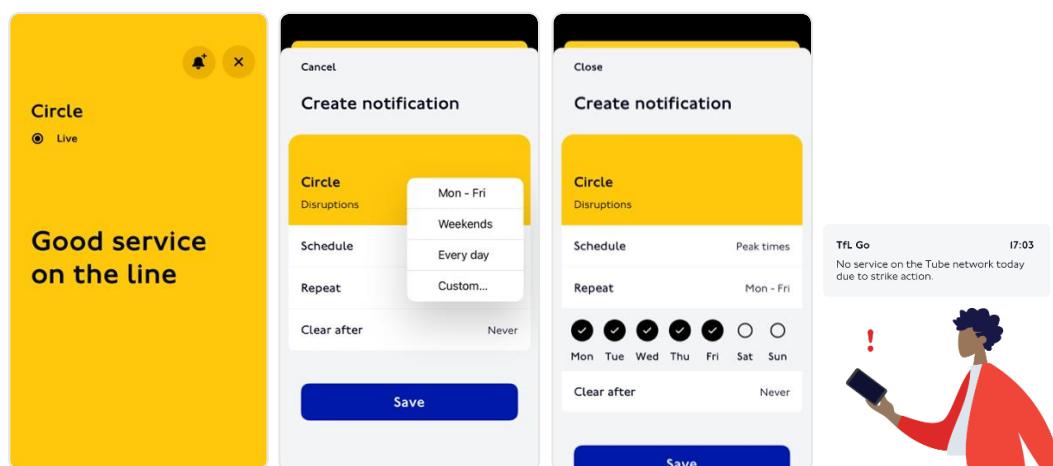 Circle
Live
Good service
on the line
Cancel
Create notification
Circle
Disruptions
Mon - Fri
Weekends
Every day
Custom...
Schedule
Repeat
Clear after Never
Save
Close
Create notification
Circle
Disruptions
Schedule Peak times
Repeat Mon - Fri
Mon Tue Wed Thu Fri Sat Sun
Clear after Never
Save
TfL Go 17:03
No service on the Tube network today
due to strike action.
!